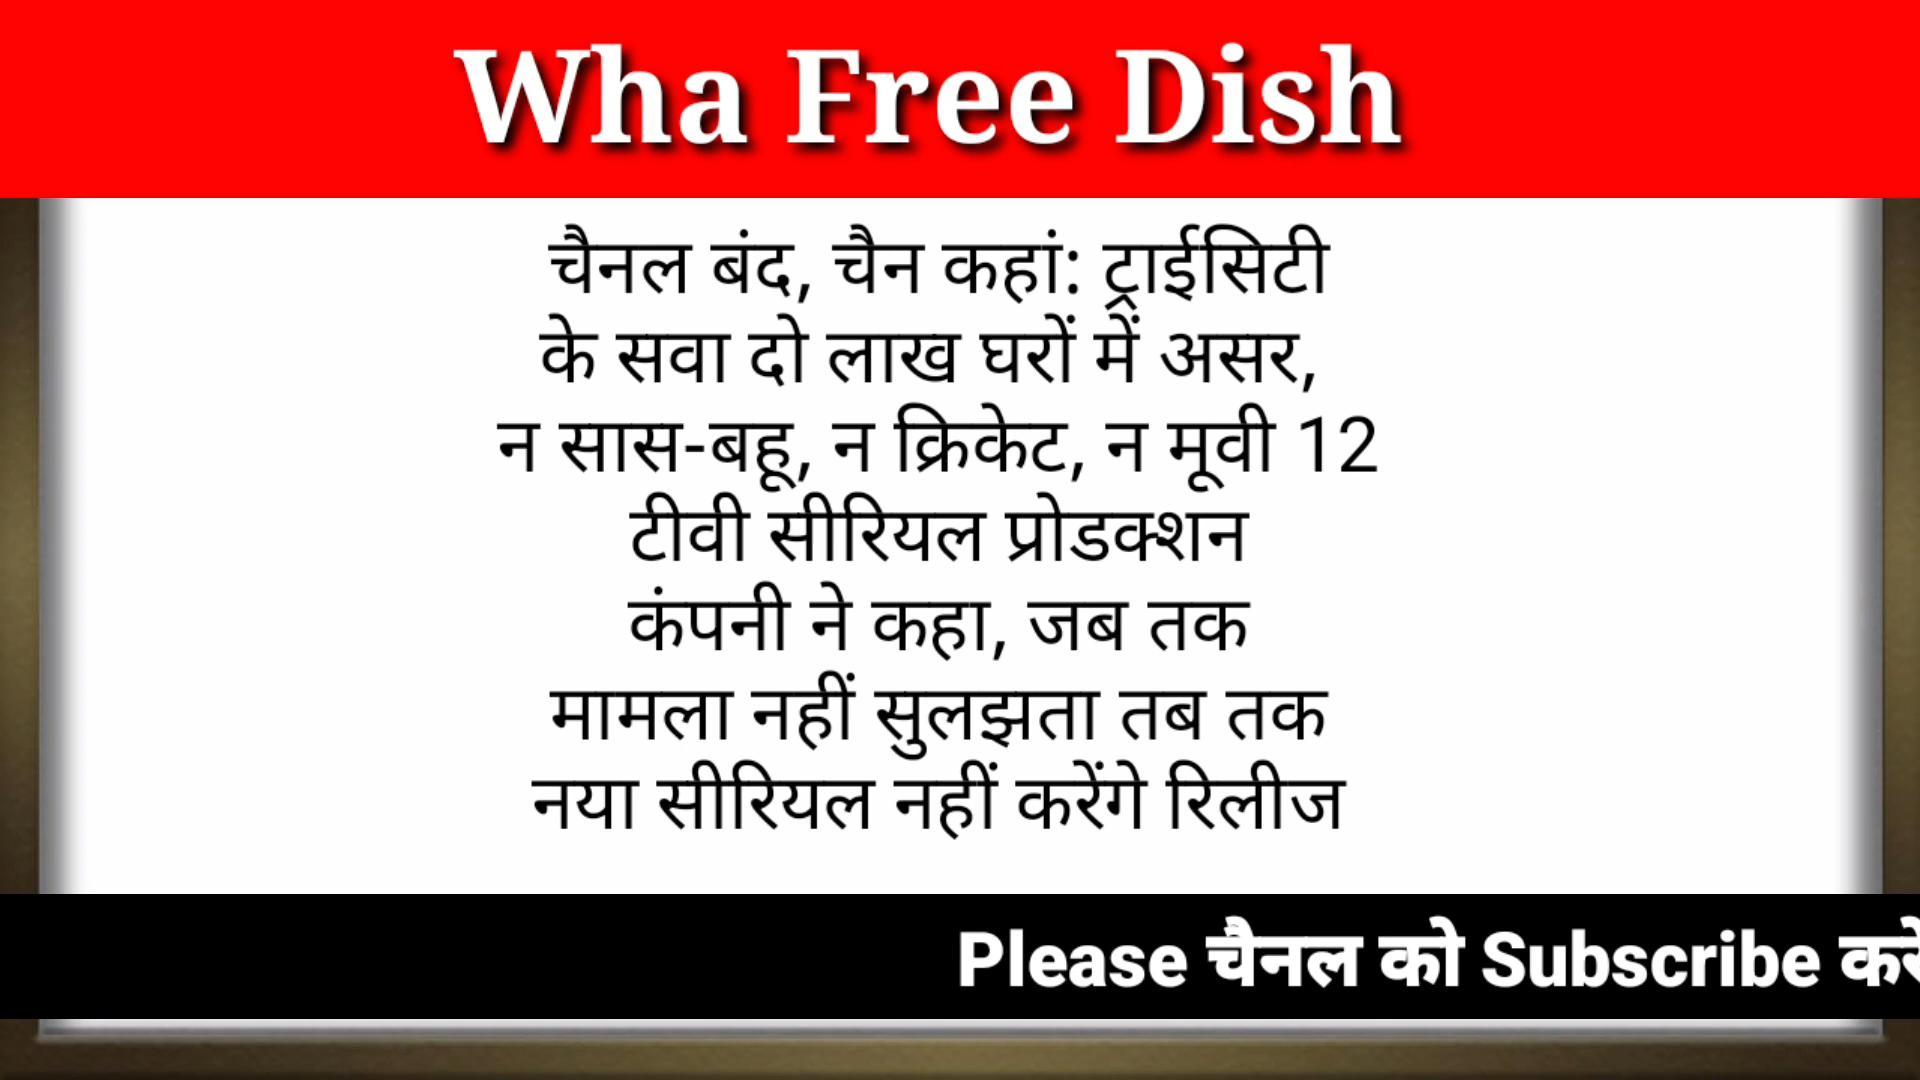 Wha Free Dish
चैनल बंद, चैन कहां: ट्राईसिटी
के सवा दो लाख घरों में असर,
न सास-बहू, न क्रिकेट, न मूवी 12
टीवी सीरियल प्रोडक्शन
कंपनी ने कहा, जब तक
मामला नहीं सुलझता तब तक
नया सीरियल नहीं करेंगे रिलीज
Please चैनल को Subscribe करे